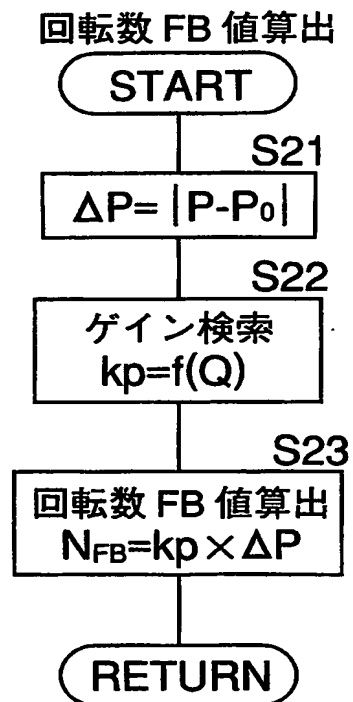 回転数 FB 値算出
START
S21
ΔP= |P-P₀|
S22
ゲイン検索
kp=f(Q)
S23
回転数 FB 値算出
N_FB=kp×ΔP
RETURN